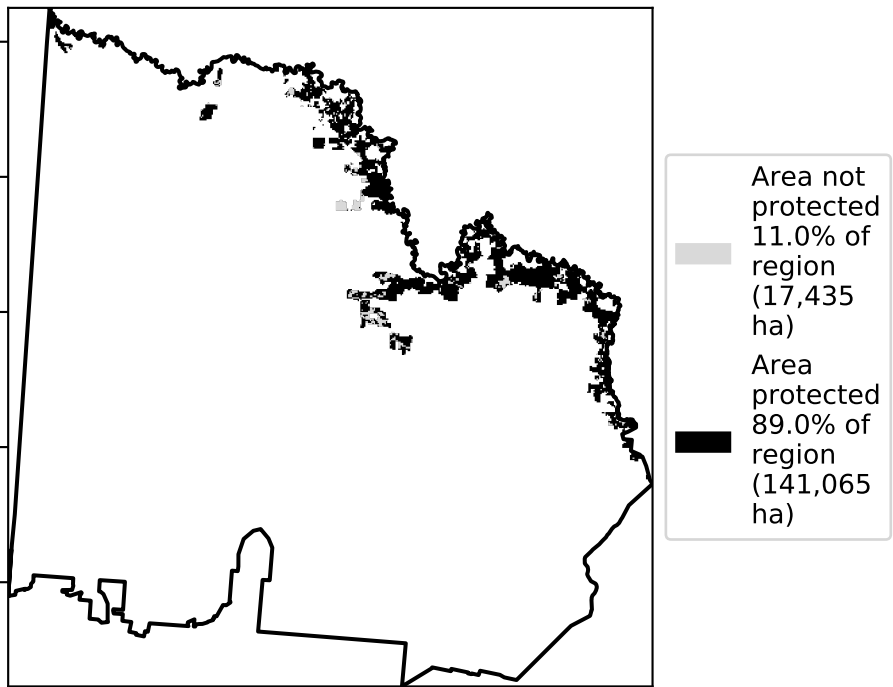 Area not
protected
11.0% of
region
(17,435
ha)
Area
protected
89.0% of
region
(141,065
ha)